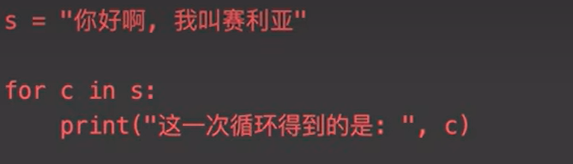 s = "你好啊, 我叫赛利亚"
for c in s:
    print("这一次循环得到的是: ", c)